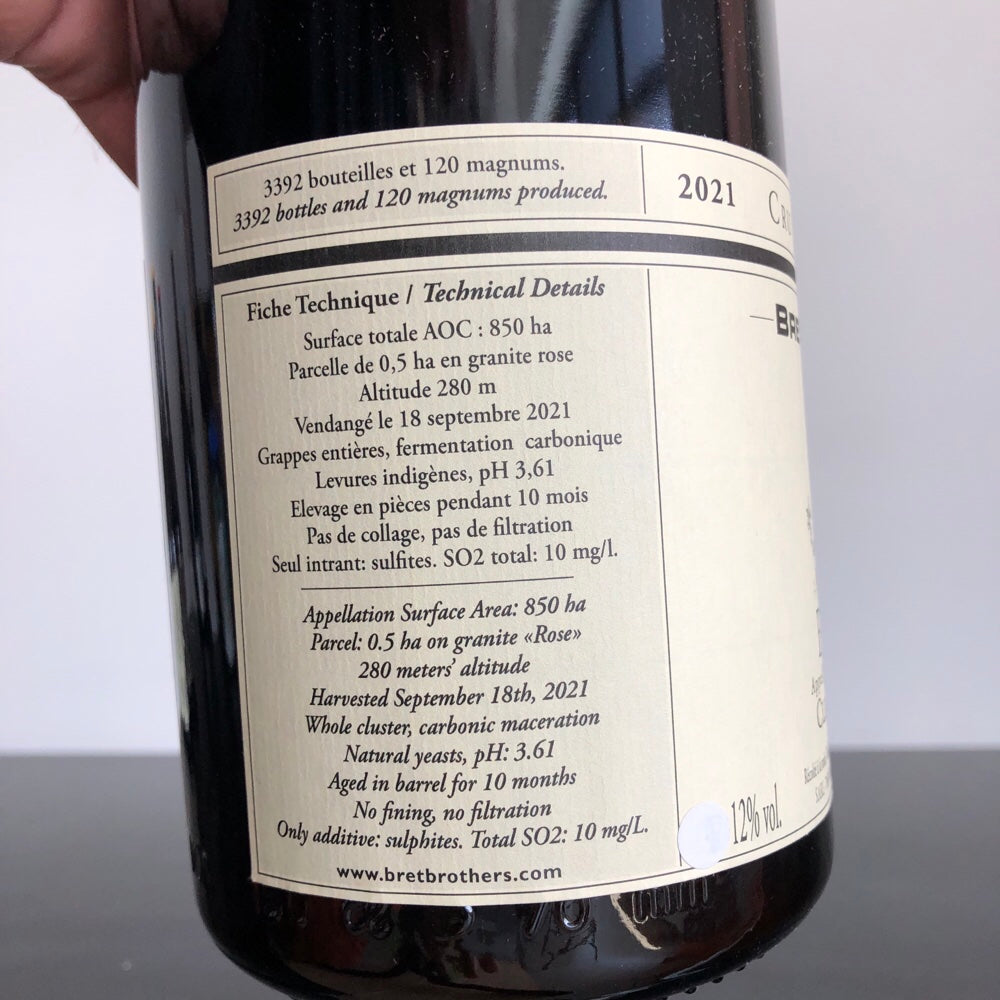 3392 bouteilles et 120 magnums.
3392 bottles and 120 magnums produced.
2021
Fiche Technique / Technical Details
Surface totale AOC : 850 ha
Parcelle de 0,5 ha en granite rose
Altitude 280 m
Vendangé le 18 septembre 2021
Grappes entières, fermentation carbonique
Levures indigènes, pH 3,61
Elevage en pièces pendant 10 mois
Pas de collage, pas de filtration
Seul intrant: sulfites. SO2 total: 10 mg/l.
Appellation Surface Area: 850 ha
Parcel: 0.5 ha on granite «Rose»
280 meters' altitude
Harvested September 18th, 2021
Whole cluster, carbonic maceration
Natural yeasts, pH: 3.61
Aged in barrel for 10 months
No fining, no filtration
Only additive: sulphites. Total SO2: 10 mg/L.
www.bretbrothers.com
12% vol.